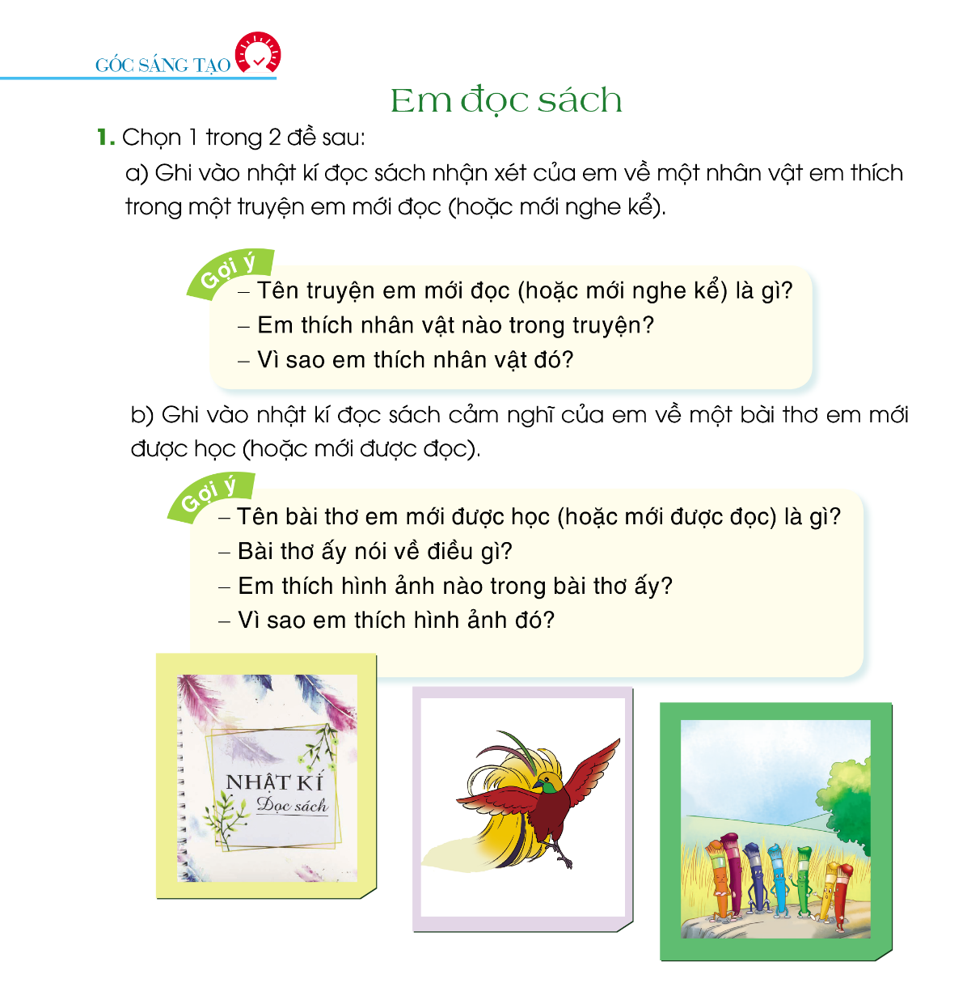 GÓC SÁNG TẠO
Em đọc sách
1. Chọn 1 trong 2 đề sau:
a) Ghi vào nhật kí đọc sách nhận xét của em về một nhân vật em thích
trong một truyện em mới đọc (hoặc mới nghe kể).
Gợi ý
– Tên truyện em mới đọc (hoặc mới nghe kể) là gì?
– Em thích nhân vật nào trong truyện?
– Vì sao em thích nhân vật đó?
b) Ghi vào nhật kí đọc sách cảm nghĩ của em về một bài thơ em mới
được học (hoặc mới được đọc).
Gợi ý
– Tên bài thơ em mới được học (hoặc mới được đọc) là gì?
– Bài thơ ấy nói về điều gì?
– Em thích hình ảnh nào trong bài thơ ấy?
– Vì sao em thích hình ảnh đó?
NHẬT KÍ
Đọc sách